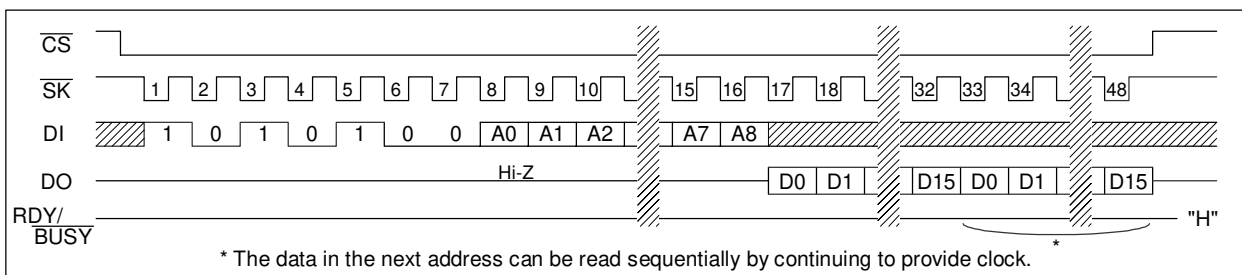 CS
SK 1 2 3 4 5 6 7 8 9 10 15 16 17 18 32 33 34 48
DI 1 0 1 0 1 0 0 A0 A1 A2 A7 A8
DO Hi-Z D0 D1 D15 D0 D1 D15
RDY/
BUSY "H"
*
* The data in the next address can be read sequentially by continuing to provide clock.